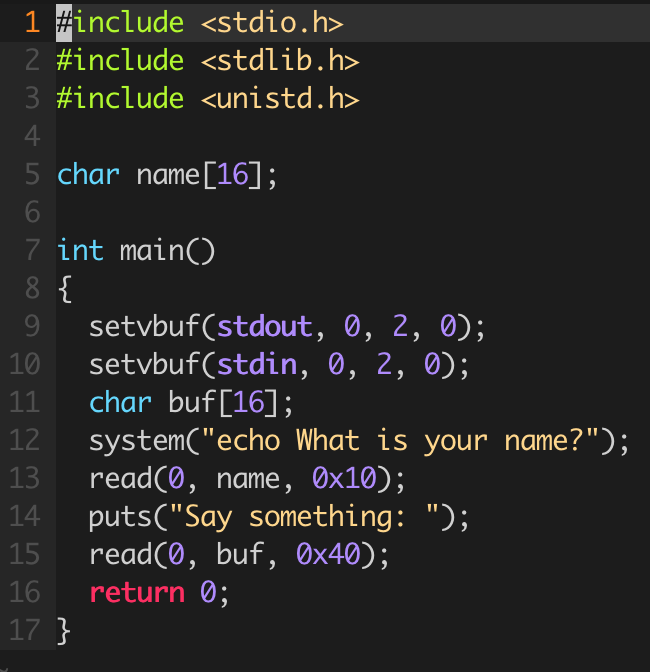 1 #include <stdio.h>
2 #include <stdlib.h>
3 #include <unistd.h>
4
5 char name[16];
6
7 int main()
8 {
9   setvbuf(stdout, 0, 2, 0);
10   setvbuf(stdin, 0, 2, 0);
11   char buf[16];
12   system("echo What is your name?");
13   read(0, name, 0x10);
14   puts("Say something: ");
15   read(0, buf, 0x40);
16   return 0;
17 }
~